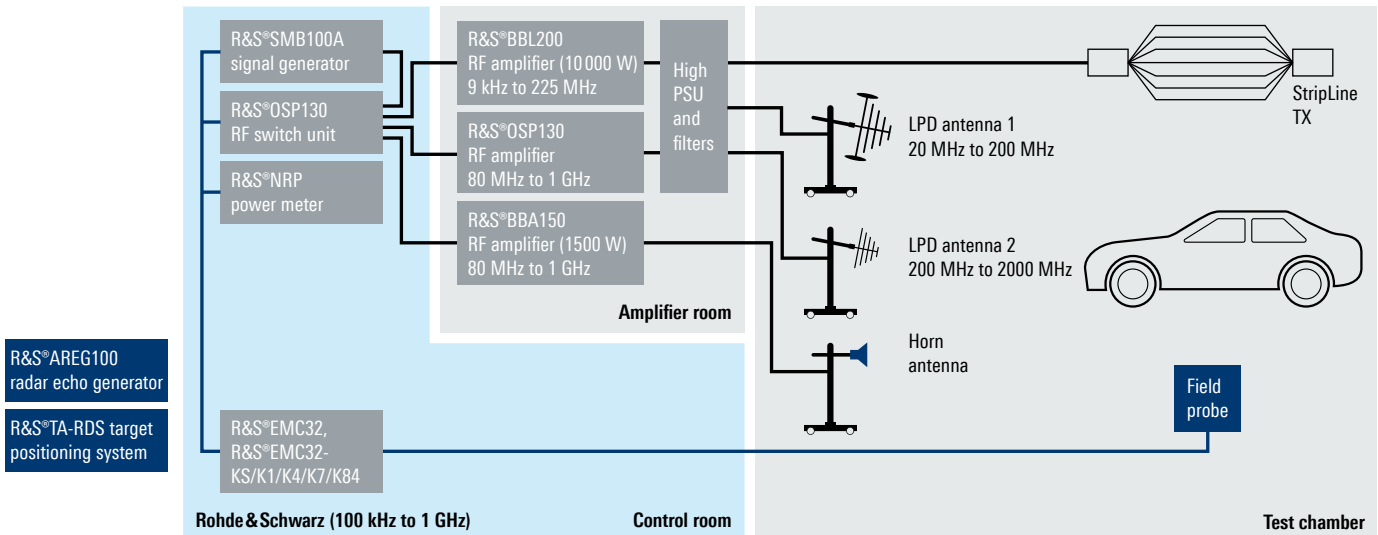 R&S®SMB100A
signal generator
R&S®OSP130
RF switch unit
R&S®NRP
power meter
R&S®BBL200
RF amplifier (10 000 W)
9 kHz to 225 MHz
R&S®OSP130
RF amplifier
80 MHz to 1 GHz
R&S®BBA150
RF amplifier (1500 W)
80 MHz to 1 GHz
High
PSU
and
filters
Amplifier room
StripLine
TX
LPD antenna 1
20 MHz to 200 MHz
LPD antenna 2
200 MHz to 2000 MHz
Horn
antenna
Field
probe
R&S®AREG100
radar echo generator
R&S®TA-RDS target
positioning system
R&S®EMC32,
R&S®EMC32-
KS/K1/K4/K7/K84
Rohde & Schwarz (100 kHz to 1 GHz)
Control room
Test chamber